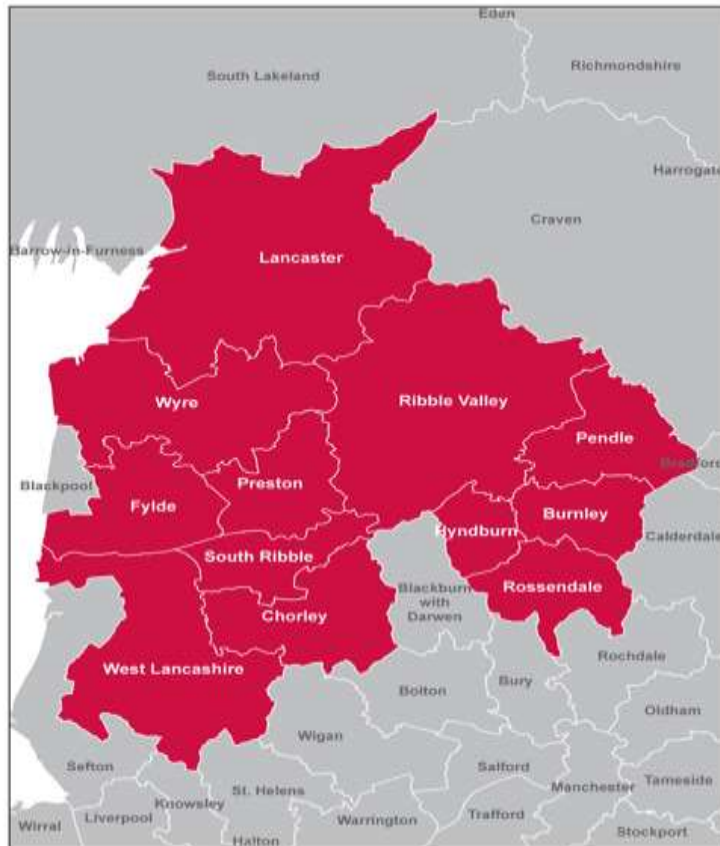 Eden
South Lakeland
Richmondshire
Harrogate
Craven
Barrow-in-Furness
Lancaster
Wyre
Ribble Valley
Pendle
Bradford
Blackpool
Preston
Fylde
Burnley
Hyndburn
Calderdale
South Ribble
Blackburn
with
Darwen
Rossendale
Chorley
West Lancashire
Rochdale
Bolton
Bury
Oldham
Wigan
Sefton
Salford
Tameside
Manchester
St. Helens
Knowsley
Liverpool
Warrington
Trafford
Wirral
Halton
Stockport